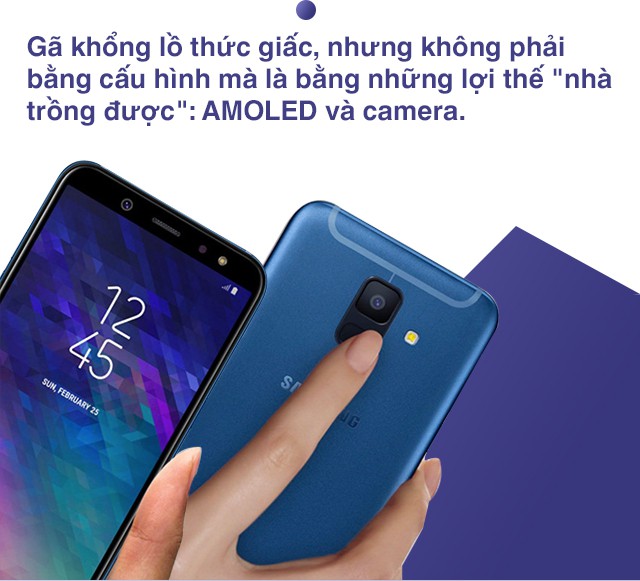 Gã khổng lồ thức giấc, nhưng không phải
bằng cấu hình mà là bằng những lợi thế "nhà
trồng được": AMOLED và camera.
12
45
SUN, FEBRUARY 25